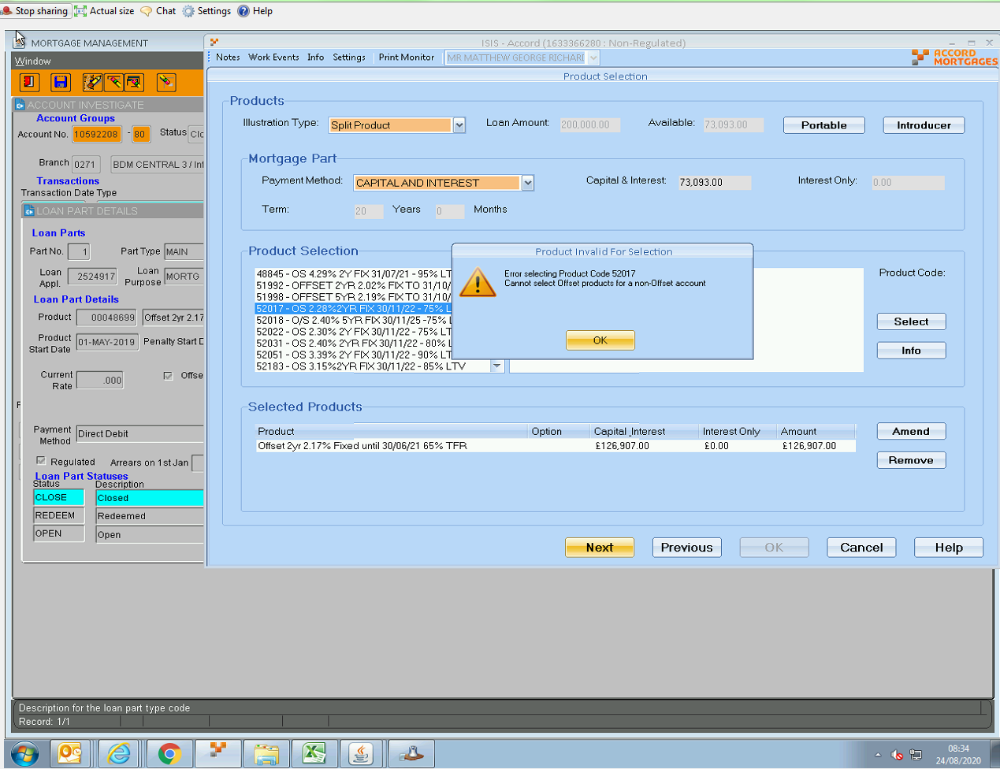 Stop sharing Actual size Chat Settings Help
MORTGAGE MANAGEMENT
Window
ACCOUNT INVESTIGATE
Account Groups
Account No. 10592208 - 80 Status Clo
Branch 0271 BDM CENTRAL 3 / Int
Transactions
Transaction Date Type
LOAN PART DETAILS
Loan Parts
Part No. 1 Part Type MAIN
Loan Appl. 2524917 Loan Purpose MORTG
Loan Part Details
Product 00048699 Offset 2yr 2.17
Product Start Date 01-MAY-2019 Penalty Start D
Current Rate .000 Offse
Payment Method Direct Debit
Regulated Arrears on 1st Jan
Loan Part Statuses
Status Description
CLOSE Closed
REDEEM Redeemed
OPEN Open
ISIS - Accord (1633366280 : Non-Regulated)
Notes Work Events Info Settings Print Monitor MR MATTHEW GEORGE RICHARI
ACCORD
MORTGAGES
Product Selection
Products
Illustration Type: Split Product Loan Amount: 200,000.00 Available: 73,093.00 Portable Introducer
Mortgage Part
Payment Method: CAPITAL AND INTEREST Capital & Interest: 73,093.00 Interest Only: 0.00
Term: 20 Years 0 Months
Product Selection
48845 - OS 4.29% 2Y FIX 31/07/21 - 95% LT
51992 - OFFSET 2YR 2.02% FIX TO 31/10/
51998 - OFFSET 5YR 2.19% FIX TO 31/10/
52017 - OS 2.28%2YR FIX 30/11/22 - 75% L
52018 - O/S 2.40% 5YR FIX 30/11/25 -75% L
52022 - OS 2.30% 2Y FIX 30/11/22 - 75% LT
52031 - OS 2.40% 2YR FIX 30/11/22 - 80% L
52051 - OS 3.39% 2Y FIX 30/11/22 - 90% LT
52183 - OS 3.15%2YR FIX 30/11/22 - 85% LTV
Product Code:
Select
Info
Product Invalid For Selection
Error selecting Product Code 52017
Cannot select Offset products for a non-Offset account
OK
Selected Products
Product Option Capital _Interest Interest Only Amount
Offset 2yr 2.17% Fixed until 30/06/21 65% TFR £126,907.00 £0.00 £126,907.00
Amend
Remove
Next Previous OK Cancel Help
Description for the loan part type code
Record: 1/1
08:34
24/08/2020